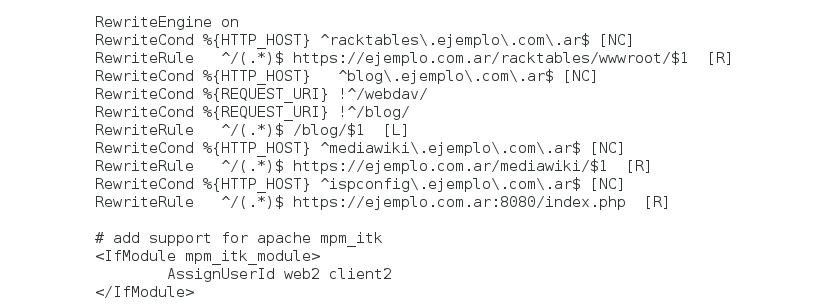 RewriteEngine on
RewriteCond %{HTTP_HOST} ^racktables\.ejemplo\.com\.ar$ [NC]
RewriteRule   ^/(.*)$ https://ejemplo.com.ar/racktables/wwwroot/$1  [R]
RewriteCond %{HTTP_HOST}   ^blog\.ejemplo\.com\.ar$ [NC]
RewriteCond %{REQUEST_URI} !^/webdav/
RewriteCond %{REQUEST_URI} !^/blog/
RewriteRule   ^/(.*)$ /blog/$1  [L]
RewriteCond %{HTTP_HOST} ^mediawiki\.ejemplo\.com\.ar$ [NC]
RewriteRule   ^/(.*)$ https://ejemplo.com.ar/mediawiki/$1  [R]
RewriteCond %{HTTP_HOST} ^ispconfig\.ejemplo\.com\.ar$ [NC]
RewriteRule   ^/(.*)$ https://ejemplo.com.ar:8080/index.php  [R]

# add support for apache mpm_itk
<IfModule mpm_itk_module>
        AssignUserId web2 client2
</IfModule>